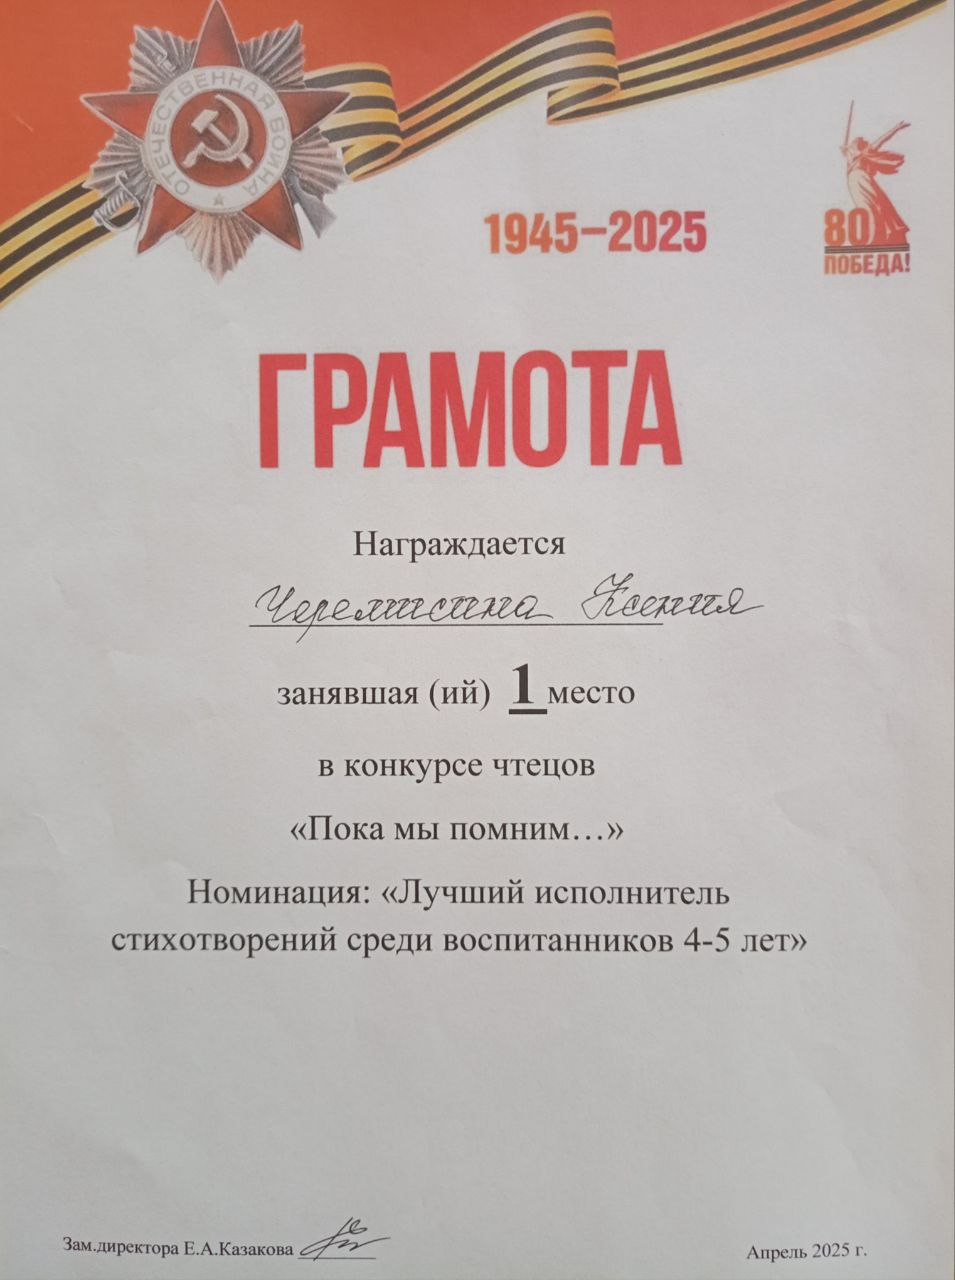 ОТЕЧЕСТВЕННАЯ ВОЙНА
1945–2025
80
ПОБЕДА!
ГРАМОТА
Награждается
Черемисина Ксения
занявшая (ий) 1 место
в конкурсе чтецов
«Пока мы помним…»
Номинация: «Лучший исполнитель
стихотворений среди воспитанников 4-5 лет»
Зам.директора Е.А.Казакова
Апрель 2025 г.